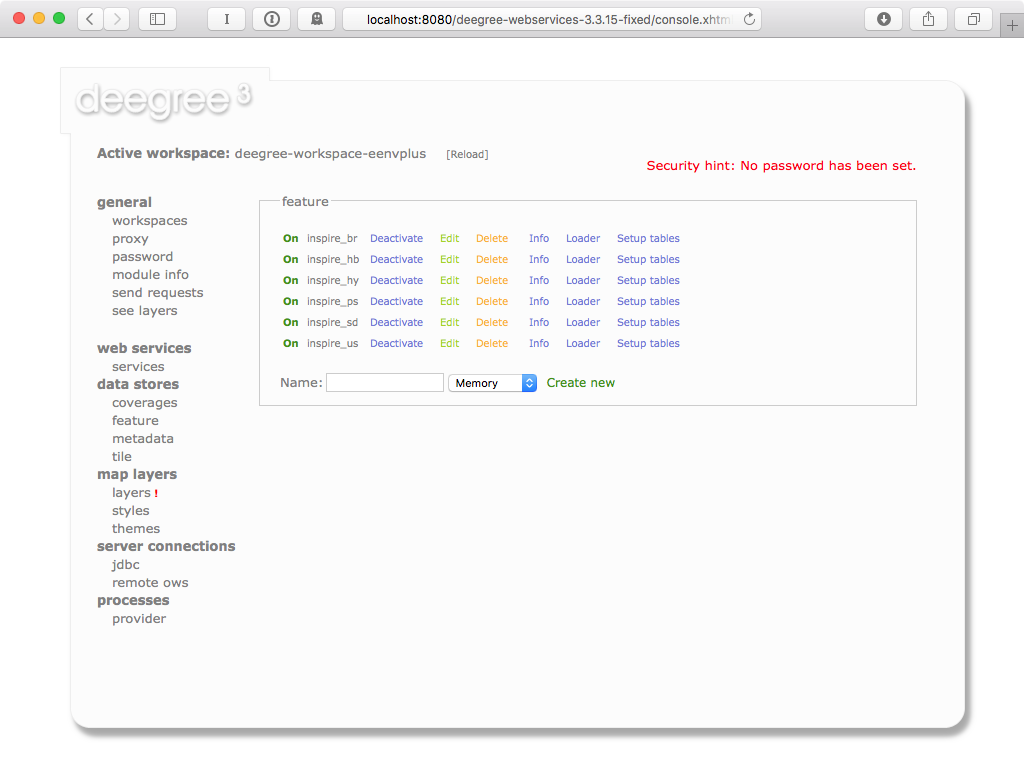 localhost:8080/deegree-webservices-3.3.15-fixed/console.xhtm
deegree 3
Active workspace: deegree-workspace-eenvplus [Reload]
Security hint: No password has been set.
general
workspaces
proxy
password
module info
send requests
see layers
web services
services
data stores
coverages
feature
metadata
tile
map layers
layers !
styles
themes
server connections
jdbc
remote ows
processes
provider
feature
On inspire_br Deactivate Edit Delete Info Loader Setup tables
On inspire_hb Deactivate Edit Delete Info Loader Setup tables
On inspire_hy Deactivate Edit Delete Info Loader Setup tables
On inspire_ps Deactivate Edit Delete Info Loader Setup tables
On inspire_sd Deactivate Edit Delete Info Loader Setup tables
On inspire_us Deactivate Edit Delete Info Loader Setup tables
Name: Memory Create new